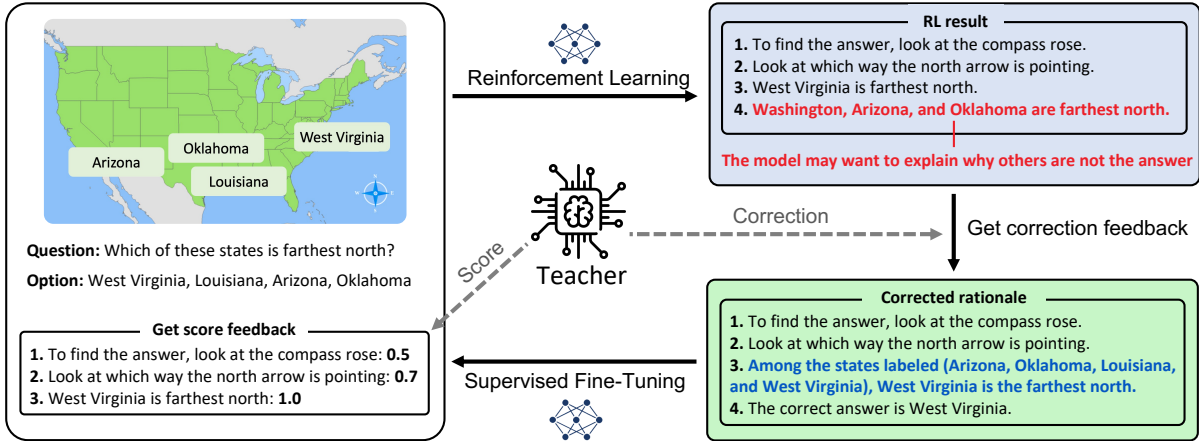 West Virginia
Oklahoma
Arizona
Louisiana
Question: Which of these states is farthest north?
Option: West Virginia, Louisiana, Arizona, Oklahoma
Get score feedback
1. To find the answer, look at the compass rose: 0.5
2. Look at which way the north arrow is pointing: 0.7
3. West Virginia is farthest north: 1.0
Reinforcement Learning
RL result
1. To find the answer, look at the compass rose.
2. Look at which way the north arrow is pointing.
3. West Virginia is farthest north.
4. Washington, Arizona, and Oklahoma are farthest north.
The model may want to explain why others are not the answer
Correction
Score
Teacher
Get correction feedback
Corrected rationale
1. To find the answer, look at the compass rose.
2. Look at which way the north arrow is pointing.
3. Among the states labeled (Arizona, Oklahoma, Louisiana,
and West Virginia), West Virginia is the farthest north.
4. The correct answer is West Virginia.
Supervised Fine-Tuning